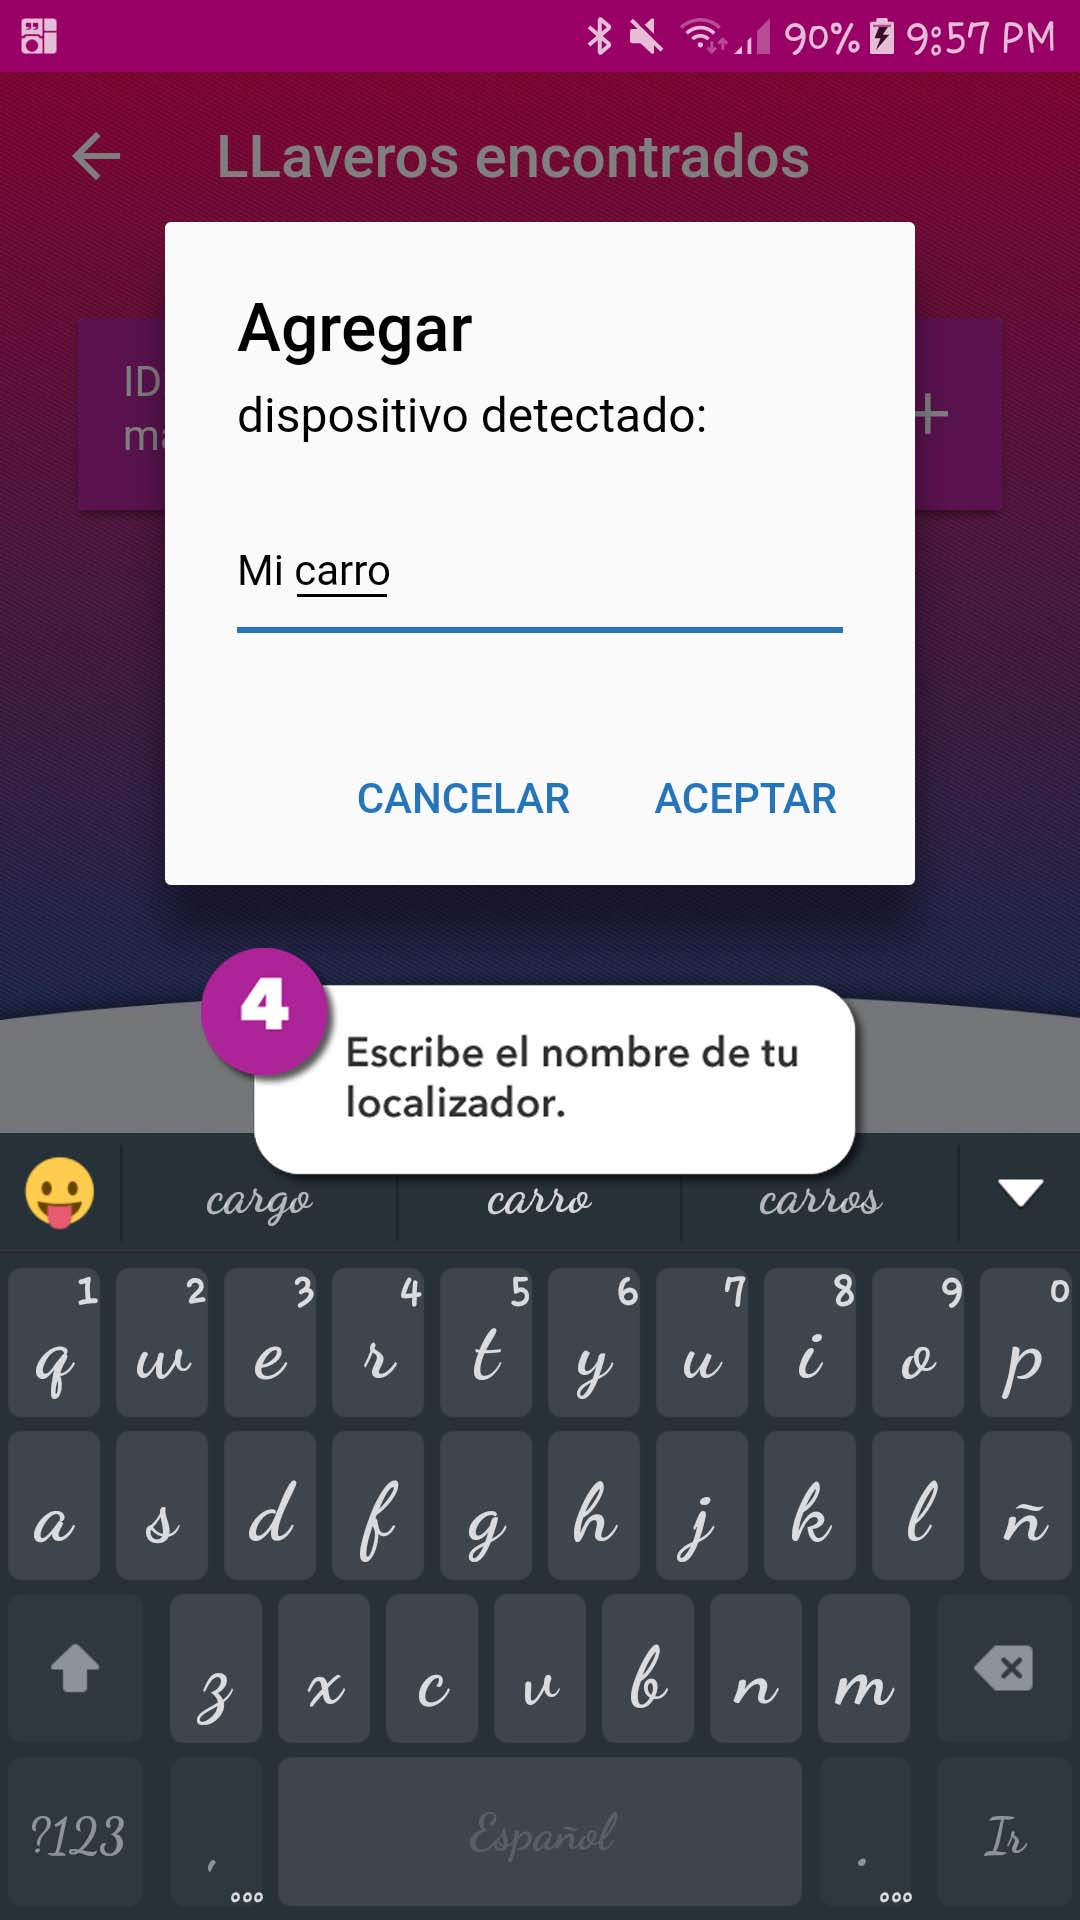 90% 9:57 PM
LLaveros encontrados
Agregar
dispositivo detectado:
ID
Mi carro
CANCELAR ACEPTAR
4
Escribe el nombre de tu
localizador.
cargo carro carros
1 2 3 4 5 6 7 8 9 0
q w e r t y u i o p
a s d f g h j k l ñ
z x c v b n m
?123 , Español . Ir